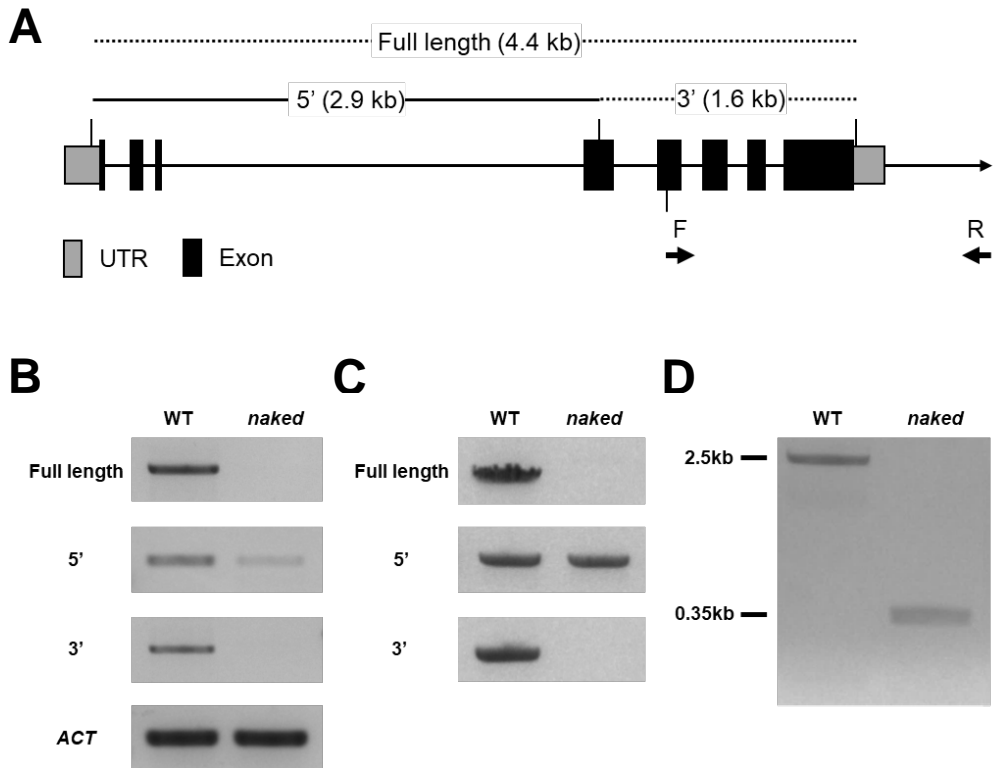 A
Full length (4.4 kb)
5’ (2.9 kb)
3’ (1.6 kb)
F
R
UTR
Exon
B
WT
naked
Full length
5’
3’
ACT
C
WT
naked
Full length
5’
3’
D
WT
naked
2.5kb
0.35kb